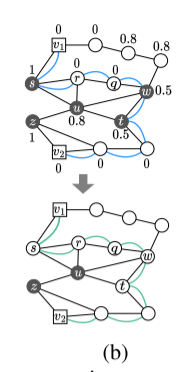 0 0
v₁ 0.8 0.8
1 0 0
s r q w 0.5
z u t
1 0.8 0.5
v₂
0 0 0
v₁
s r q w
u t
z
v₂
(b)